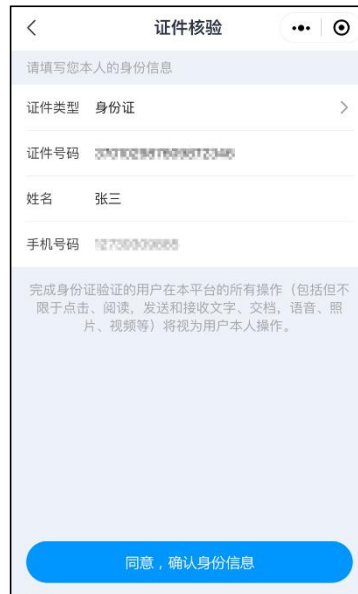 证件核验
请填写您本人的身份信息
证件类型 身份证
证件号码
姓名 张三
手机号码
完成身份证验证的用户在本平台的所有操作（包括但不
限于点击、阅读，发送和接收文字、交档，语音、照
片、视频等）将视为用户本人操作。
同意，确认身份信息